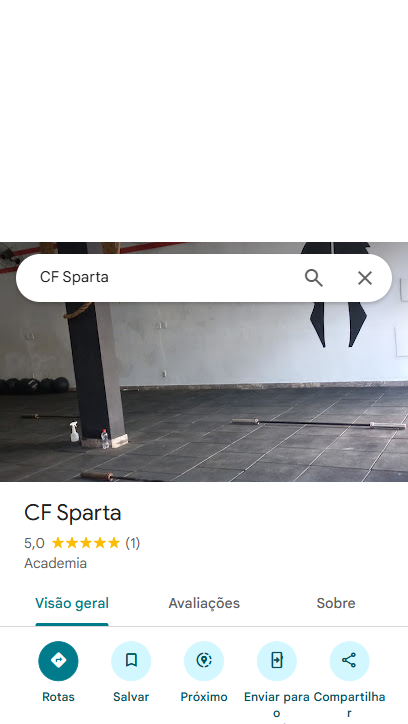 CF Sparta
CF Sparta
5,0 (1)
Academia
Visão geral Avaliações Sobre
Rotas Salvar Próximo Enviar para o Compartilhar